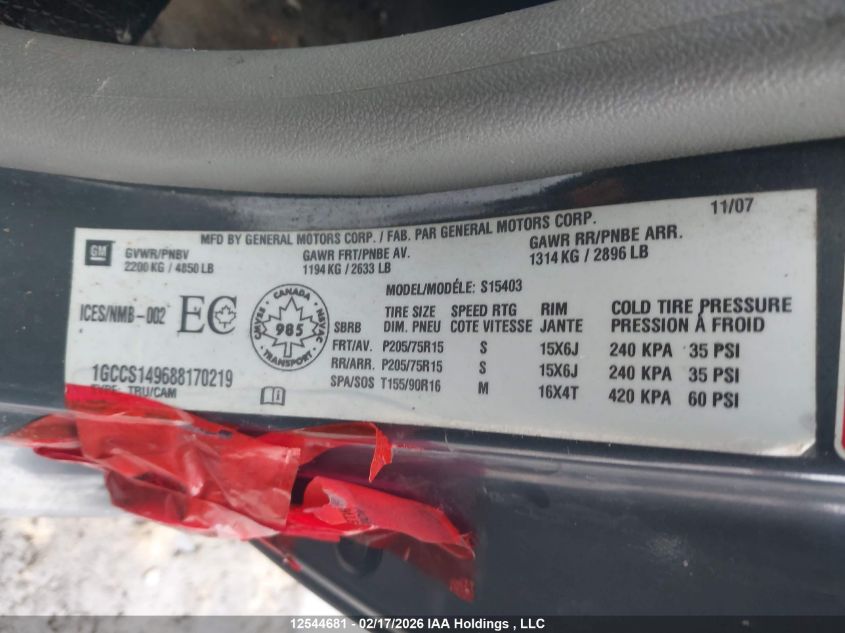 11/07
MFD BY GENERAL MOTORS CORP. / FAB. PAR GENERAL MOTORS CORP.
GM
GVWR/PNBV
2200 KG / 4850 LB
GAWR FRT/PNBE AV.
1194 KG / 2633 LB
GAWR RR/PNBE ARR.
1314 KG / 2896 LB
MODEL/MODÉLE: S15403
ICES/NMB-002 EC
CANADA
CMVSS NSVAC
985
TRANSPORT
TIRE SIZE SPEED RTG RIM COLD TIRE PRESSURE
SBRB DIM. PNEU COTE VITESSE JANTE PRESSION À FROID
FRT/AV. P205/75R15 S 15X6J 240 KPA 35 PSI
RR/ARR. P205/75R15 S 15X6J 240 KPA 35 PSI
SPA/SOS T155/90R16 M 16X4T 420 KPA 60 PSI
1GCCS149688170219
TYPE TRU/CAM
i
12544681 - 02/17/2026 IAA Holdings , LLC